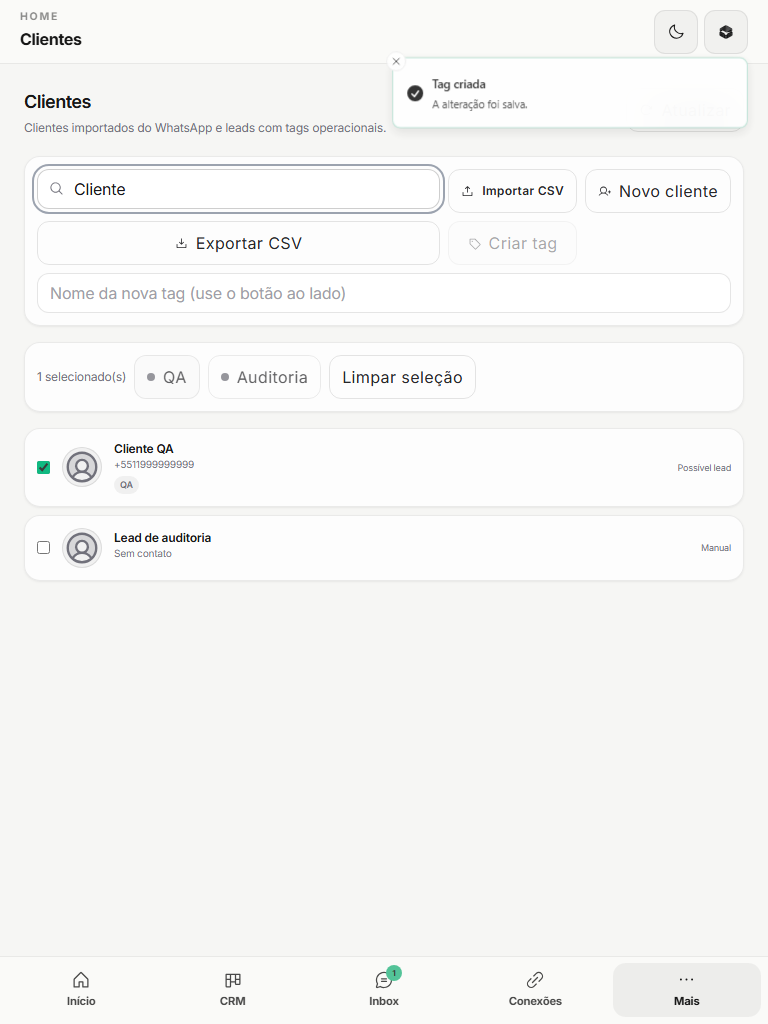 HOME
Clientes
Tag criada
A alteração foi salva.
Clientes
Clientes importados do WhatsApp e leads com tags operacionais.
Cliente
Importar CSV
Novo cliente
Exportar CSV
Criar tag
Nome da nova tag (use o botão ao lado)
1 selecionado(s)
QA
Auditoria
Limpar seleção
Cliente QA
+5511999999999
QA
Possível lead
Lead de auditoria
Sem contato
Manual
Início
CRM
1
Inbox
Conexões
Mais